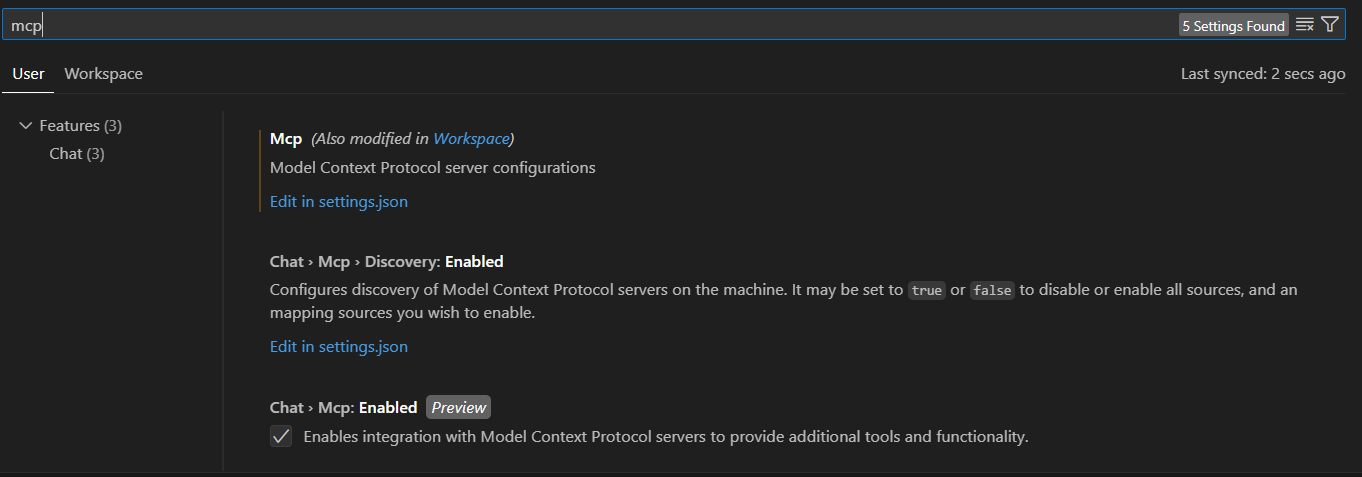 mcp
5 Settings Found
User
Workspace
Last synced: 2 secs ago
Features (3)
Chat (3)
Mcp (Also modified in Workspace)
Model Context Protocol server configurations
Edit in settings.json
Chat › Mcp › Discovery: Enabled
Configures discovery of Model Context Protocol servers on the machine. It may be set to true or false to disable or enable all sources, and an
mapping sources you wish to enable.
Edit in settings.json
Chat › Mcp: Enabled Preview
Enables integration with Model Context Protocol servers to provide additional tools and functionality.